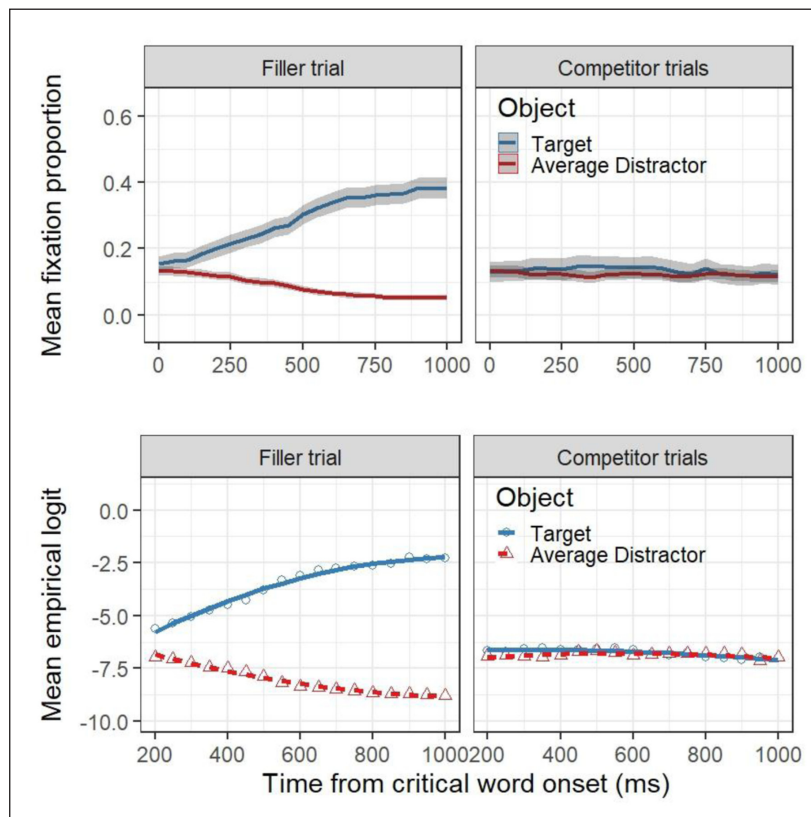 Filler trial
Competitor trials
Mean fixation proportion
0.6
0.4
0.2
0.0
Object
Target
Average Distractor
0 250 500 750 1000
0 250 500 750 1000
Filler trial
Competitor trials
Mean empirical logit
0.0
-2.5
-5.0
-7.5
-10.0
Object
Target
Average Distractor
200 400 600 800 1000
200 400 600 800 1000
Time from critical word onset (ms)